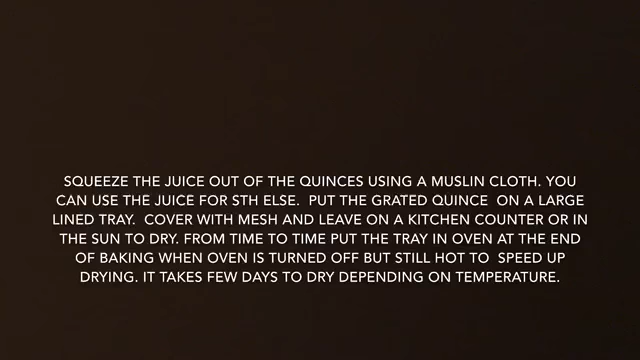 SQUEEZE THE JUICE OUT OF THE QUINCES USING A MUSLIN CLOTH. YOU
CAN USE THE JUICE FOR STH ELSE.  PUT THE GRATED QUINCE  ON A LARGE
LINED TRAY.  COVER WITH MESH AND LEAVE ON A KITCHEN COUNTER OR IN
THE SUN TO DRY. FROM TIME TO TIME PUT THE TRAY IN OVEN AT THE END
OF BAKING WHEN OVEN IS TURNED OFF BUT STILL HOT TO  SPEED UP
DRYING. IT TAKES FEW DAYS TO DRY DEPENDING ON TEMPERATURE.